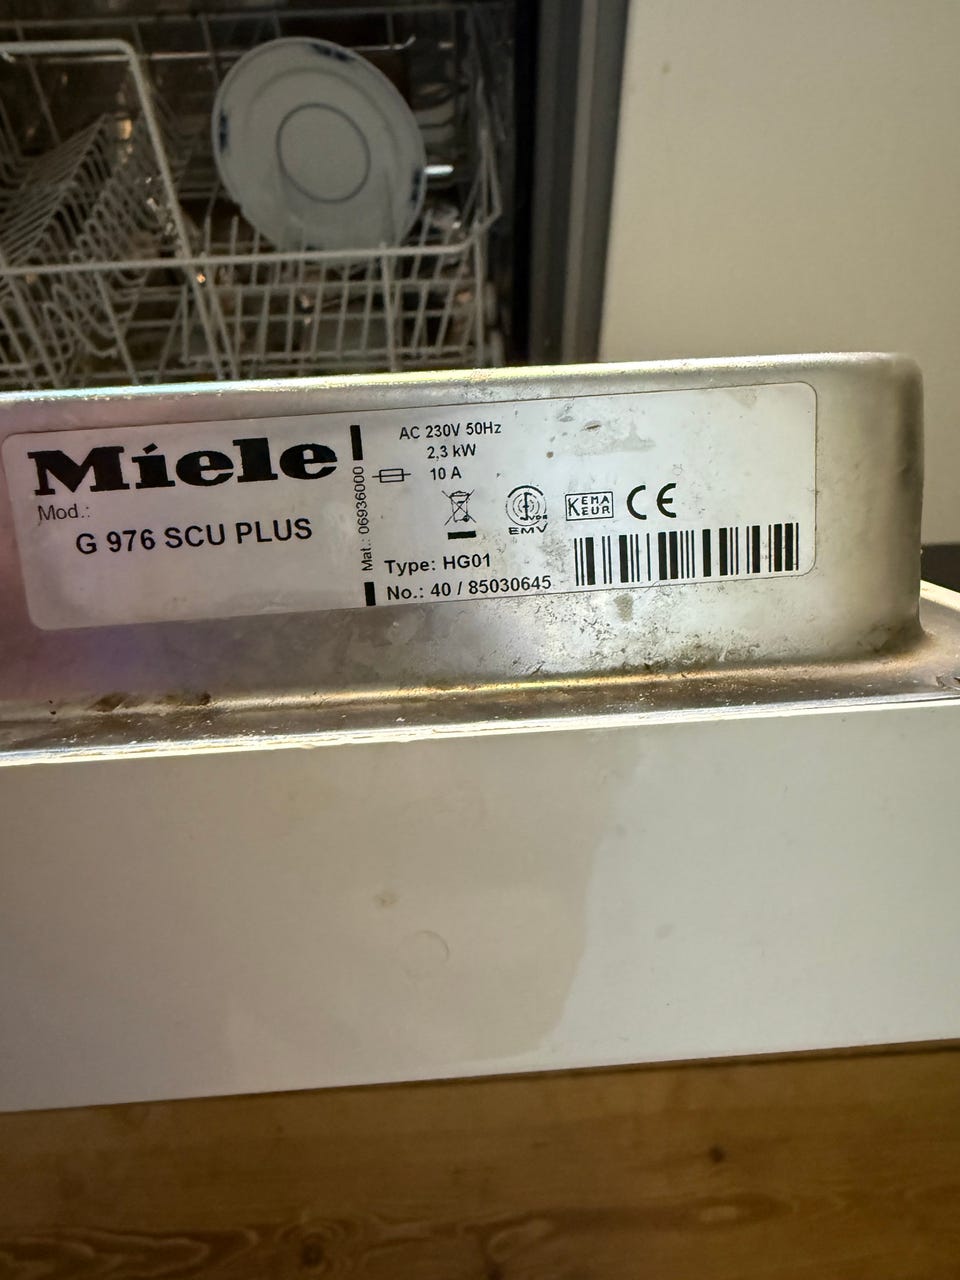 Miele
Mod.:
G 976 SCU PLUS
Mat.: 06936000
AC 230V 50Hz
2,3 kW
10 A
VDE
EMV
KEMA
KEUR
CE
Type: HG01
No.: 40 / 85030645